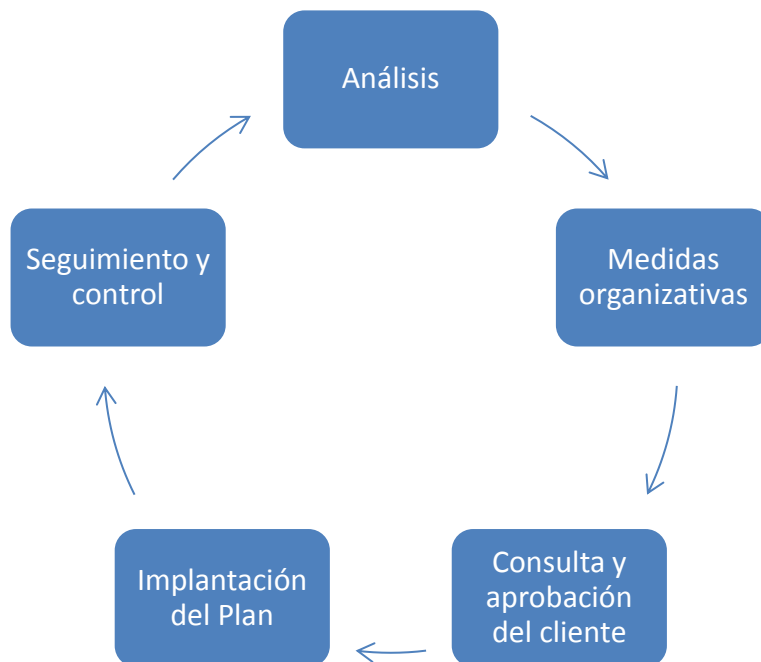 Análisis
Medidas
organizativas
Consulta y
aprobación
del cliente
Implantación
del Plan
Seguimiento y
control